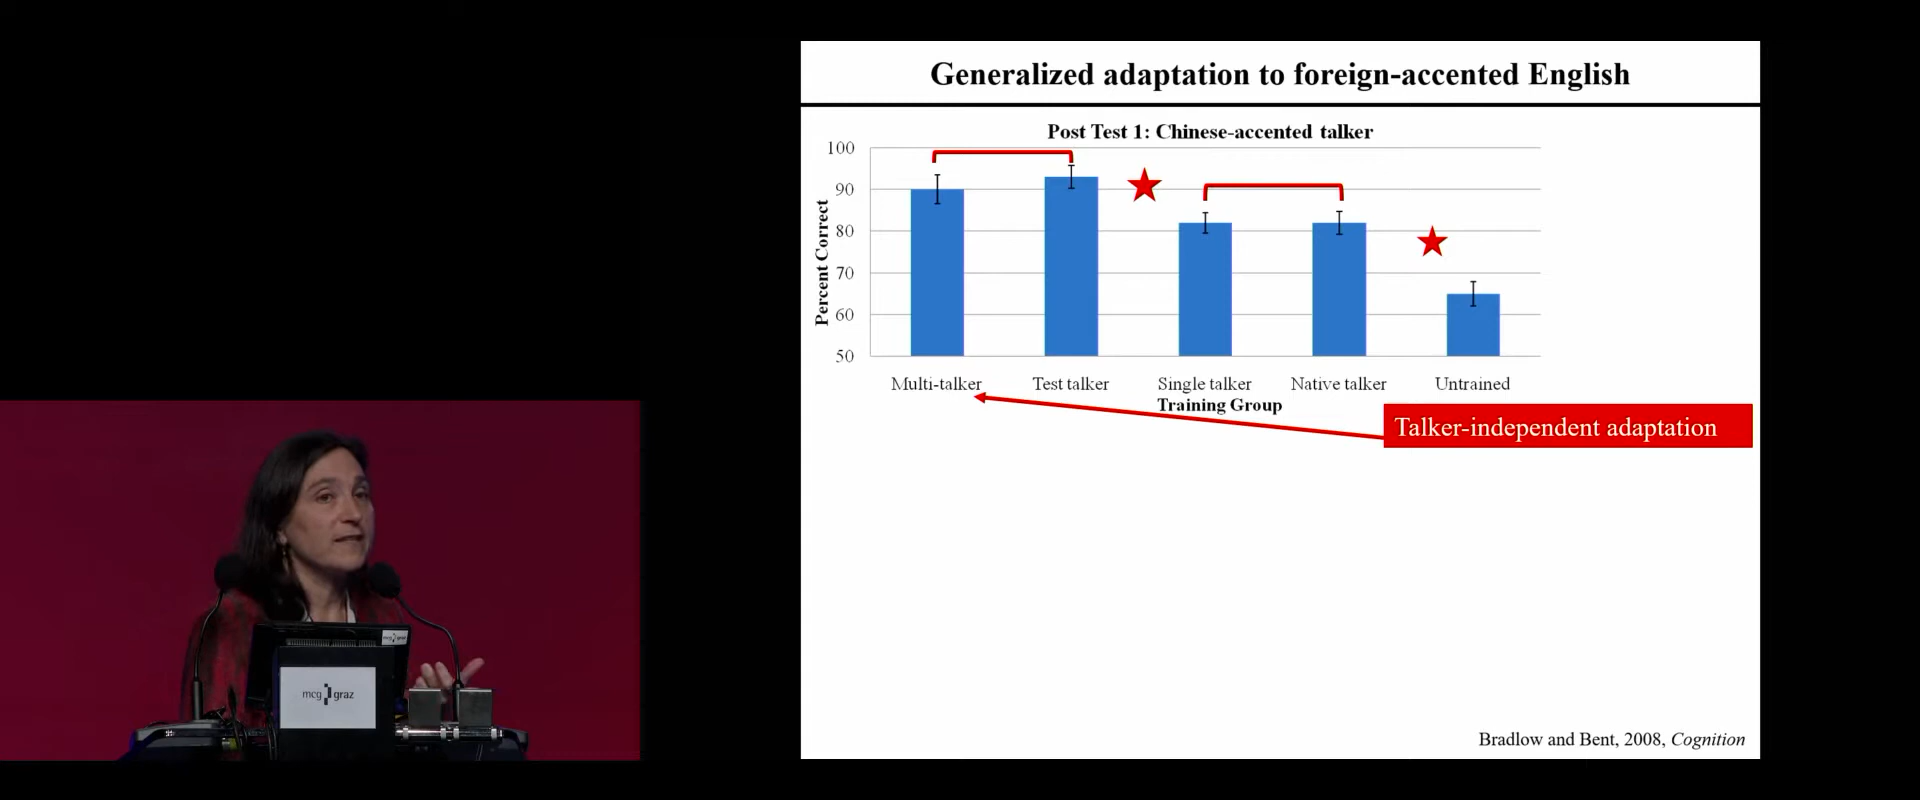 Generalized adaptation to foreign-accented English
Post Test 1: Chinese-accented talker
Percent Correct
100
90
80
70
60
50
Multi-talker Test talker Single talker Native talker Untrained
Training Group
Talker-independent adaptation
Bradlow and Bent, 2008, Cognition
mcg graz